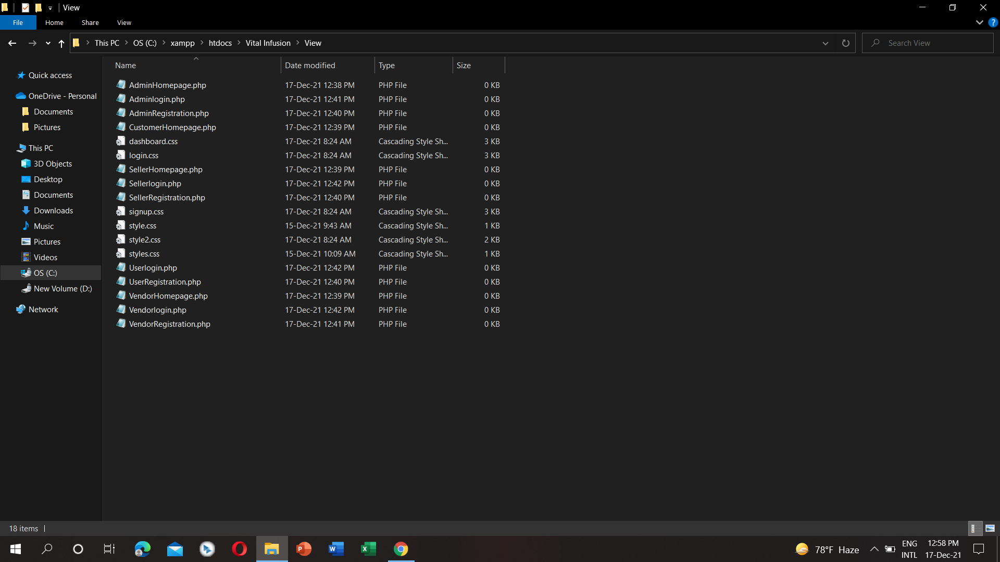 View
File Home Share View
This PC OS (C:) xampp htdocs Vital Infusion View Search View
Name Date modified Type Size
Quick access
OneDrive - Personal
Documents
Pictures
This PC
3D Objects
Desktop
Documents
Downloads
Music
Pictures
Videos
OS (C:)
New Volume (D:)
Network
AdminHomepage.php 17-Dec-21 12:38 PM PHP File 0 KB
Adminlogin.php 17-Dec-21 12:41 PM PHP File 0 KB
AdminRegistration.php 17-Dec-21 12:40 PM PHP File 0 KB
CustomerHomepage.php 17-Dec-21 12:39 PM PHP File 0 KB
dashboard.css 17-Dec-21 8:24 AM Cascading Style Sh... 3 KB
login.css 17-Dec-21 8:24 AM Cascading Style Sh... 3 KB
SellerHomepage.php 17-Dec-21 12:39 PM PHP File 0 KB
Sellerlogin.php 17-Dec-21 12:42 PM PHP File 0 KB
SellerRegistration.php 17-Dec-21 12:40 PM PHP File 0 KB
signup.css 17-Dec-21 8:24 AM Cascading Style Sh... 3 KB
style.css 15-Dec-21 9:43 AM Cascading Style Sh... 1 KB
style2.css 17-Dec-21 8:24 AM Cascading Style Sh... 2 KB
styles.css 15-Dec-21 10:09 AM Cascading Style Sh... 1 KB
Userlogin.php 17-Dec-21 12:42 PM PHP File 0 KB
UserRegistration.php 17-Dec-21 12:40 PM PHP File 0 KB
VendorHomepage.php 17-Dec-21 12:39 PM PHP File 0 KB
Vendorlogin.php 17-Dec-21 12:42 PM PHP File 0 KB
VendorRegistration.php 17-Dec-21 12:41 PM PHP File 0 KB
18 items
78°F Haze
ENG
INTL
12:58 PM
17-Dec-21